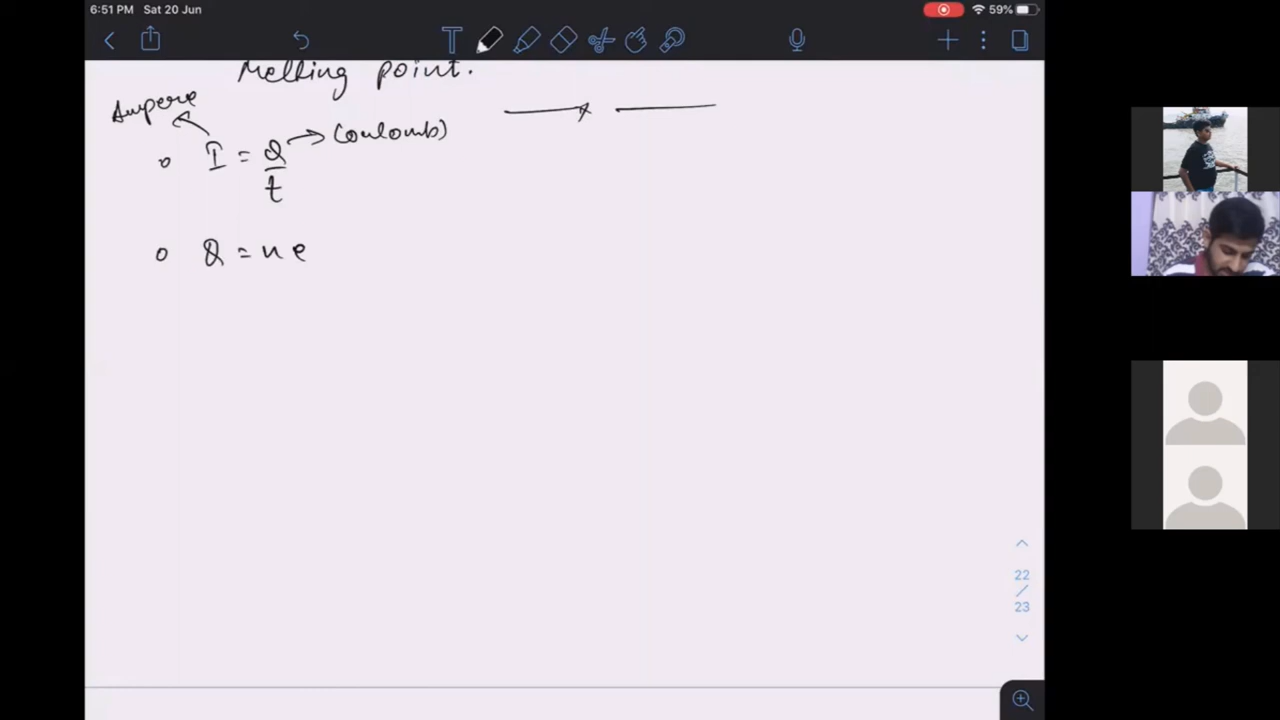 6:51 PM Sat 20 Jun
59%
T
Melting point.
Ampere
(Coulomb)
I = Q/t
Q = ne
22
/
23